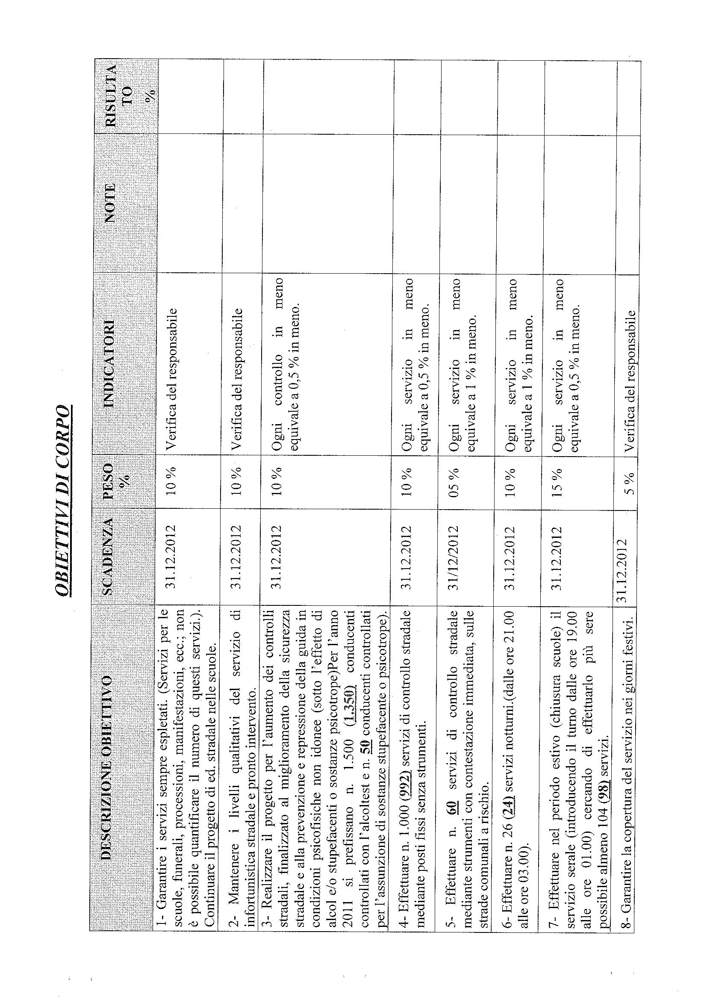 OBIETTIVI DI CORPO
DESCRIZIONE OBIETTIVO SCADENZA PESO % INDICATORI NOTE RISULTATO %
1- Garantire i servizi sempre espletati. (Servizi per le
scuole, funerali, processioni, manifestazioni, ecc.; non
è possibile quantificare il numero di questi servizi.).
Continuare il progetto di ed. stradale nelle scuole.
31.12.2012
10 %
Verifica del responsabile
2- Mantenere i livelli qualitativi del servizio di
infortunistica stradale e pronto intervento.
31.12.2012
10 %
Verifica del responsabile
3- Realizzare il progetto per l'aumento dei controlli
stradali, finalizzato al miglioramento della sicurezza
stradale e alla prevenzione e repressione della guida in
condizioni psicofisiche non idonee (sotto l'effetto di
alcol e/o stupefacenti o sostanze psicotrope)Per l'anno
2011 si prefissano n. 1.500 (1.350) conducenti
controllati con l'alcoltest e n. 50 conducenti controllati
per l'assunzione di sostanze stupefacente o psicotrope).
31.12.2012
10 %
Ogni controllo in meno
equivale a 0,5 % in meno.
4- Effettuare n. 1.000 (992) servizi di controllo stradale
mediante posti fissi senza strumenti.
31.12.2012
10 %
Ogni servizio in meno
equivale a 0,5 % in meno.
5- Effettuare n. 60 servizi di controllo stradale
mediante strumenti con contestazione immediata, sulle
strade comunali a rischio.
31/12/2012
05 %
Ogni servizio in meno
equivale a 1 % in meno.
6- Effettuare n. 26 (24) servizi notturni.(dalle ore 21.00
alle ore 03.00).
31.12.2012
10 %
Ogni servizio in meno
equivale a 1 % in meno.
7- Effettuare nel periodo estivo (chiusura scuole) il
servizio serale (introducendo il turno dalle ore 19.00
alle ore 01.00) cercando di effettuarlo più sere
possibile almeno 104 (98) servizi.
31.12.2012
15 %
Ogni servizio in meno
equivale a 0,5 % in meno.
8- Garantire la copertura del servizio nei giorni festivi.
31.12.2012
5 %
Verifica del responsabile